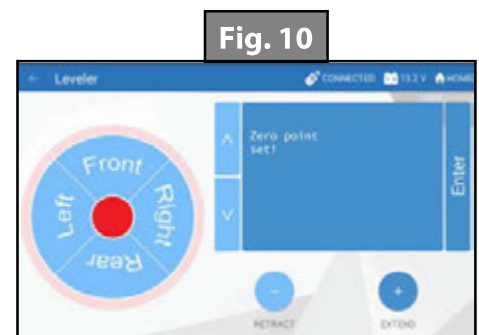 Fig. 10
← Leveler CONNECTED 13.2 V HOME
Front
Left
Right
Rear
Zero point
set!
Enter
RETRACT
EXTEND